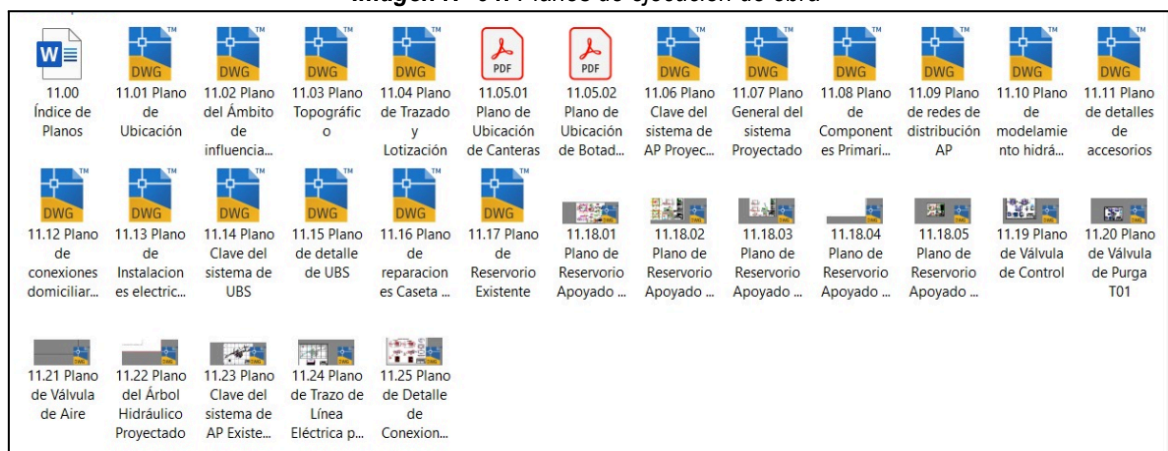 Imagen N° Planos de ejecución de obra
11.00
Índice de
Planos
11.01 Plano
de
Ubicación
11.02 Plano
del Ámbito
de
influencia...
11.03 Plano
Topográfic
o
11.04 Plano
de Trazado
y
Lotización
PDF
11.05.01
Plano de
Ubicación
de Canteras
PDF
11.05.02
Plano de
Ubicación
de Botad...
11.06 Plano
Clave del
sistema de
AP Proyec...
11.07 Plano
General del
sistema
Proyectado
11.08 Plano
de
Component
es Primari...
11.09 Plano
de redes de
distribución
AP
11.10 Plano
de
modelamie
nto hidrá...
11.11 Plano
de detalles
de
accesorios
11.12 Plano
de
conexiones
domiciliar...
11.13 Plano
de
Instalacion
es electric...
11.14 Plano
Clave del
sistema de
UBS
11.15 Plano
de detalle
de UBS
11.16 Plano
de
reparacion
es Caseta ...
11.17 Plano
de
Reservorio
Existente
11.18.01
Plano de
Reservorio
Apoyado ...
11.18.02
Plano de
Reservorio
Apoyado ...
11.18.03
Plano de
Reservorio
Apoyado ...
11.18.04
Plano de
Reservorio
Apoyado ...
11.18.05
Plano de
Reservorio
Apoyado ...
11.19 Plano
de Válvula
de Control
11.20 Plano
de Válvula
de Purga
T01
11.21 Plano
de Válvula
de Aire
11.22 Plano
del Árbol
Hidráulico
Proyectado
11.23 Plano
Clave del
sistema de
AP Existe...
11.24 Plano
de Trazo de
Línea
Eléctrica p...
11.25 Plano
de Detalle
de
Conexion...